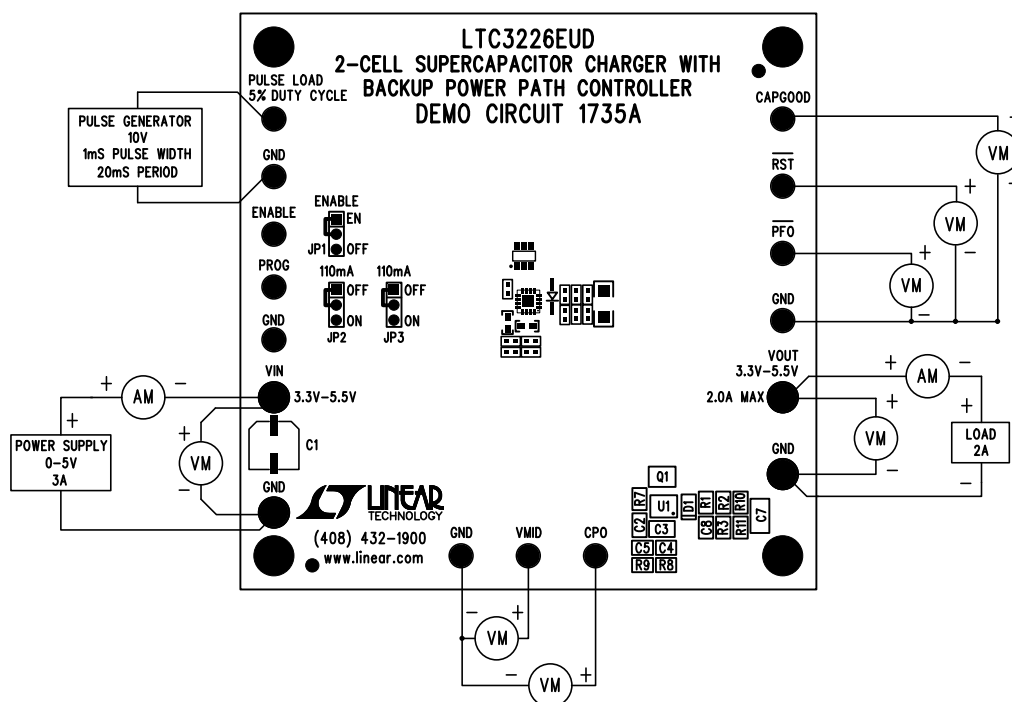 LTC3226EUD
2-CELL SUPERCAPACITOR CHARGER WITH
BACKUP POWER PATH CONTROLLER
DEMO CIRCUIT 1735A
PULSE LOAD
5% DUTY CYCLE
PULSE GENERATOR
10V
1mS PULSE WIDTH
20mS PERIOD
GND
ENABLE
ENABLE
EN
JP1
OFF
PROG
110mA
OFF
ON
JP2
110mA
OFF
ON
JP3
GND
VIN
3.3V-5.5V
+
AM
-
+
POWER SUPPLY
0-5V
3A
+
VM
-
C1
GND
LINEAR
TECHNOLOGY
(408) 432-1900
www.linear.com
GND
VMID
CPO
-
VM
+
-
VM
+
CAPGOOD
+
VM
-
RST
+
VM
-
PFO
+
VM
-
GND
VOUT
3.3V-5.5V
2.0A MAX
+
AM
-
+
VM
-
+
LOAD
2A
-
GND
Q1
R7
U1
D1
R1
R2
R10
C7
C2
C3
C8
R3
R11
C5
C4
R9
R8